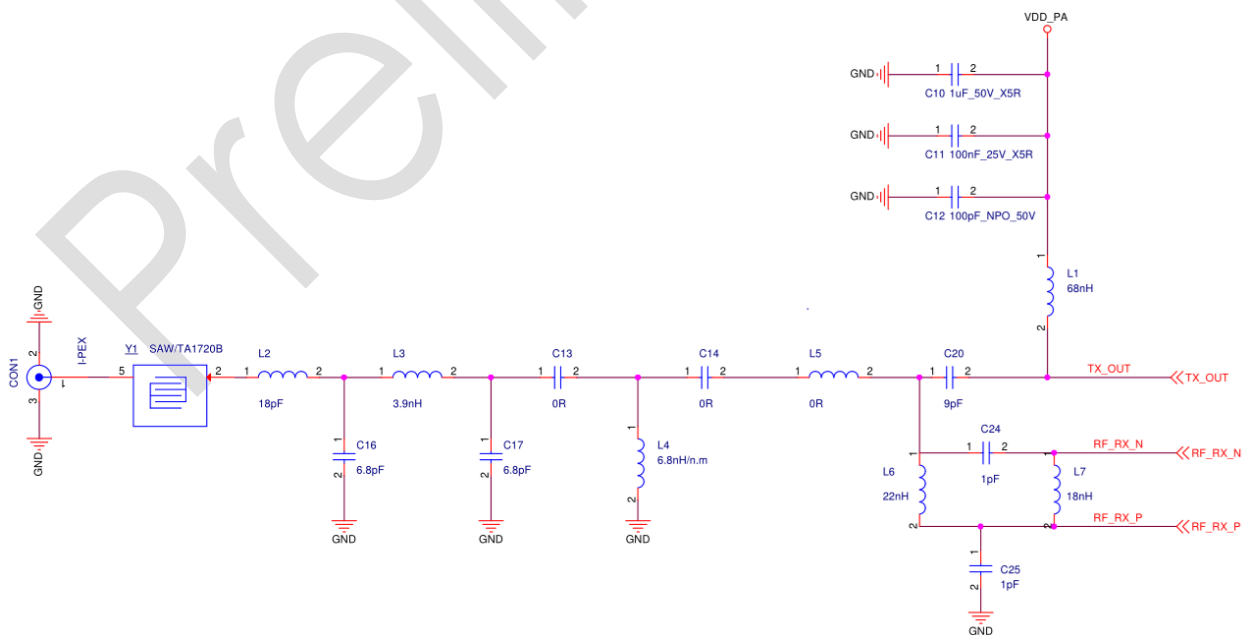 Prelin
VDD_PA
GND
1 2
C10 1uF_50V_X5R
GND
1 2
C11 100nF_25V_X5R
GND
1 2
C12 100pF_NPO_50V
1
L1
68nH
2
GND
2
CON1
1
3
GND
I-PEX
Y1 SAW/TA1720B
5
2
L2
1 2
18pF
L3
1 2
3.9nH
C13
1 2
0R
C14
1 2
0R
L5
1 2
0R
C20
1 2
9pF
TX_OUT
TX_OUT
1
C16
6.8pF
2
GND
1
C17
6.8pF
2
GND
1
L4
6.8nH/n.m
2
GND
C24
1 2
1pF
RF_RX_N
RF_RX_N
1
L6
22nH
2
1
L7
18nH
2
RF_RX_P
RF_RX_P
1
C25
1pF
2
GND